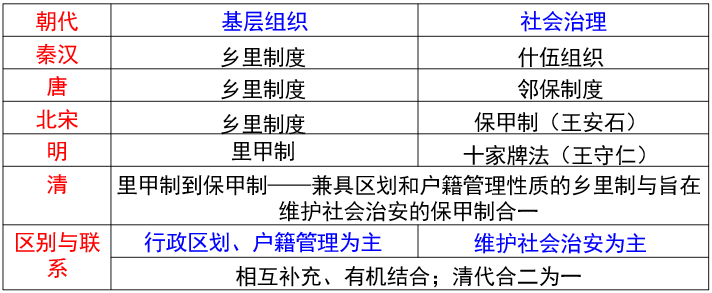 朝代 基层组织 社会治理
秦汉 乡里制度 什伍组织
唐 乡里制度 邻保制度
北宋 乡里制度 保甲制（王安石）
明 里甲制 十家牌法（王守仁）
清 里甲制到保甲制——兼具区划和户籍管理性质的乡里制与旨在
维护社会治安的保甲制合一
区别与联
系
行政区划、户籍管理为主 维护社会治安为主
相互补充、有机结合；清代合二为一